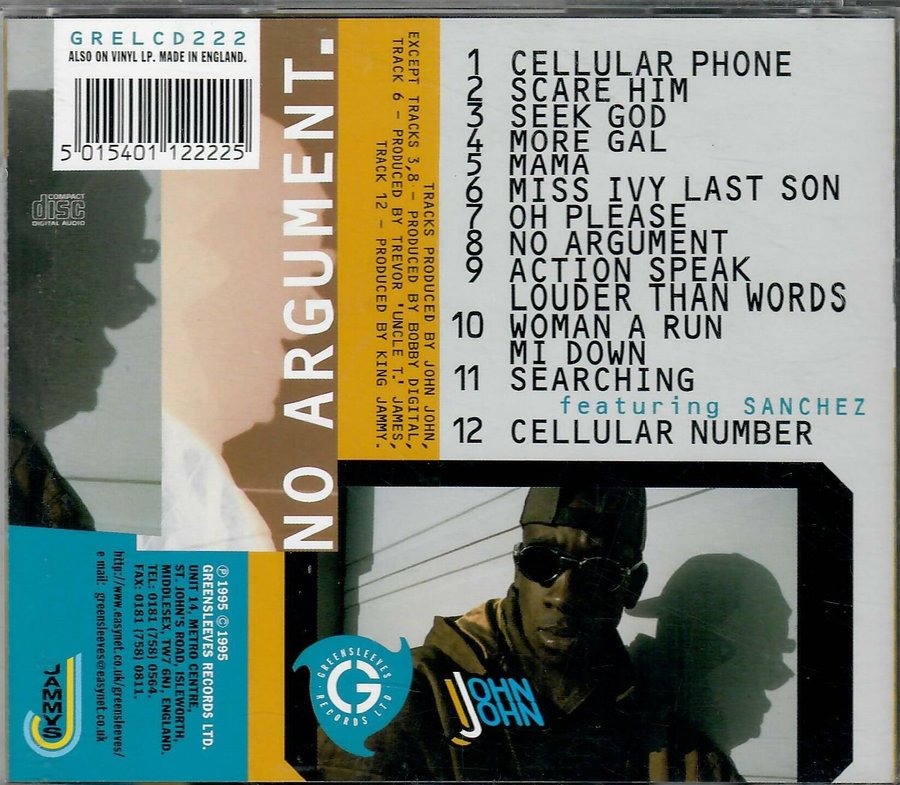 GRELCD222
ALSO ON VINYL LP. MADE IN ENGLAND.
5 015401 122225
COMPACT
disc
DIGITAL AUDIO
NO ARGUMENT.
TRACKS PRODUCED BY JOHN JOHN,
EXCEPT TRACKS 3,8 – PRODUCED BY BOBBY DIGITAL,
TRACK 6 – PRODUCED BY TREVOR 'UNCLE T.' JAMES,
TRACK 12 – PRODUCED BY KING JAMMY.
1 CELLULAR PHONE
2 SCARE HIM
3 SEEK GOD
4 MORE GAL
5 MAMA
6 MISS IVY LAST SON
7 OH PLEASE
8 NO ARGUMENT
9 ACTION SPEAK
LOUDER THAN WORDS
10 WOMAN A RUN
MI DOWN
11 SEARCHING
featuring SANCHEZ
12 CELLULAR NUMBER
℗ 1995 © 1995
GREENSLEEVES RECORDS LTD.
UNIT 14, METRO CENTRE,
ST. JOHN'S ROAD, ISLEWORTH,
MIDDLESEX, TW7 6NJ, ENGLAND.
TEL: 0181 (758) 0564.
FAX: 0181 (758) 0811.
http://www.easynet.co.uk/greensleeves/
e mail: greensleeves@easynet.co.uk
JAMMYS
GREENSLEEVES
G
RECORDS LTD
JOHN
JOHN